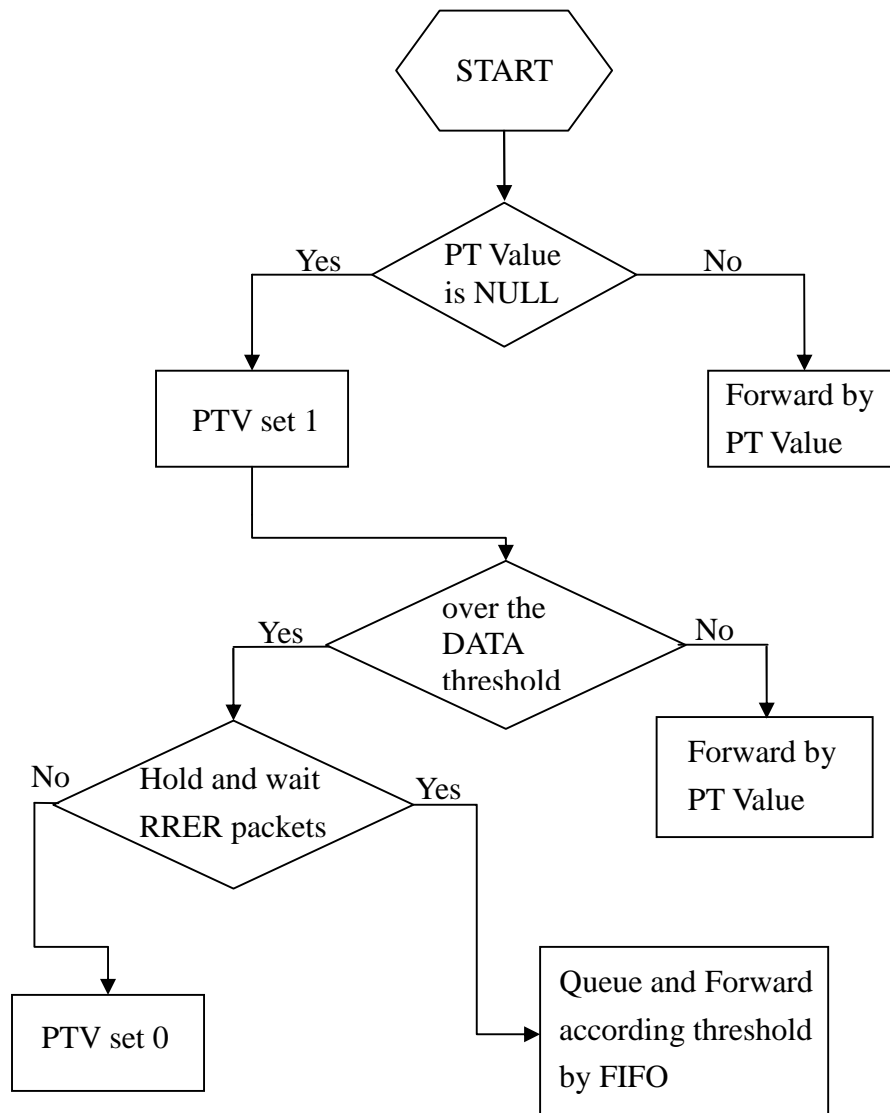 START
PT Value
is NULL
Yes
No
PTV set 1
Forward by
PT Value
over the
DATA
threshold
Yes
No
Forward by
PT Value
Hold and wait
RRER packets
No
Yes
PTV set 0
Queue and Forward
according threshold
by FIFO